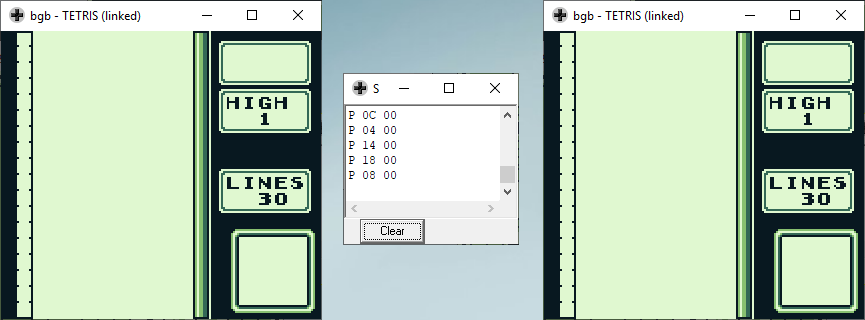 bgb - TETRIS (linked)
HIGH
1
LINES
30
S
P 0C 00
P 04 00
P 14 00
P 18 00
P 08 00
Clear
bgb - TETRIS (linked)
HIGH
1
LINES
30